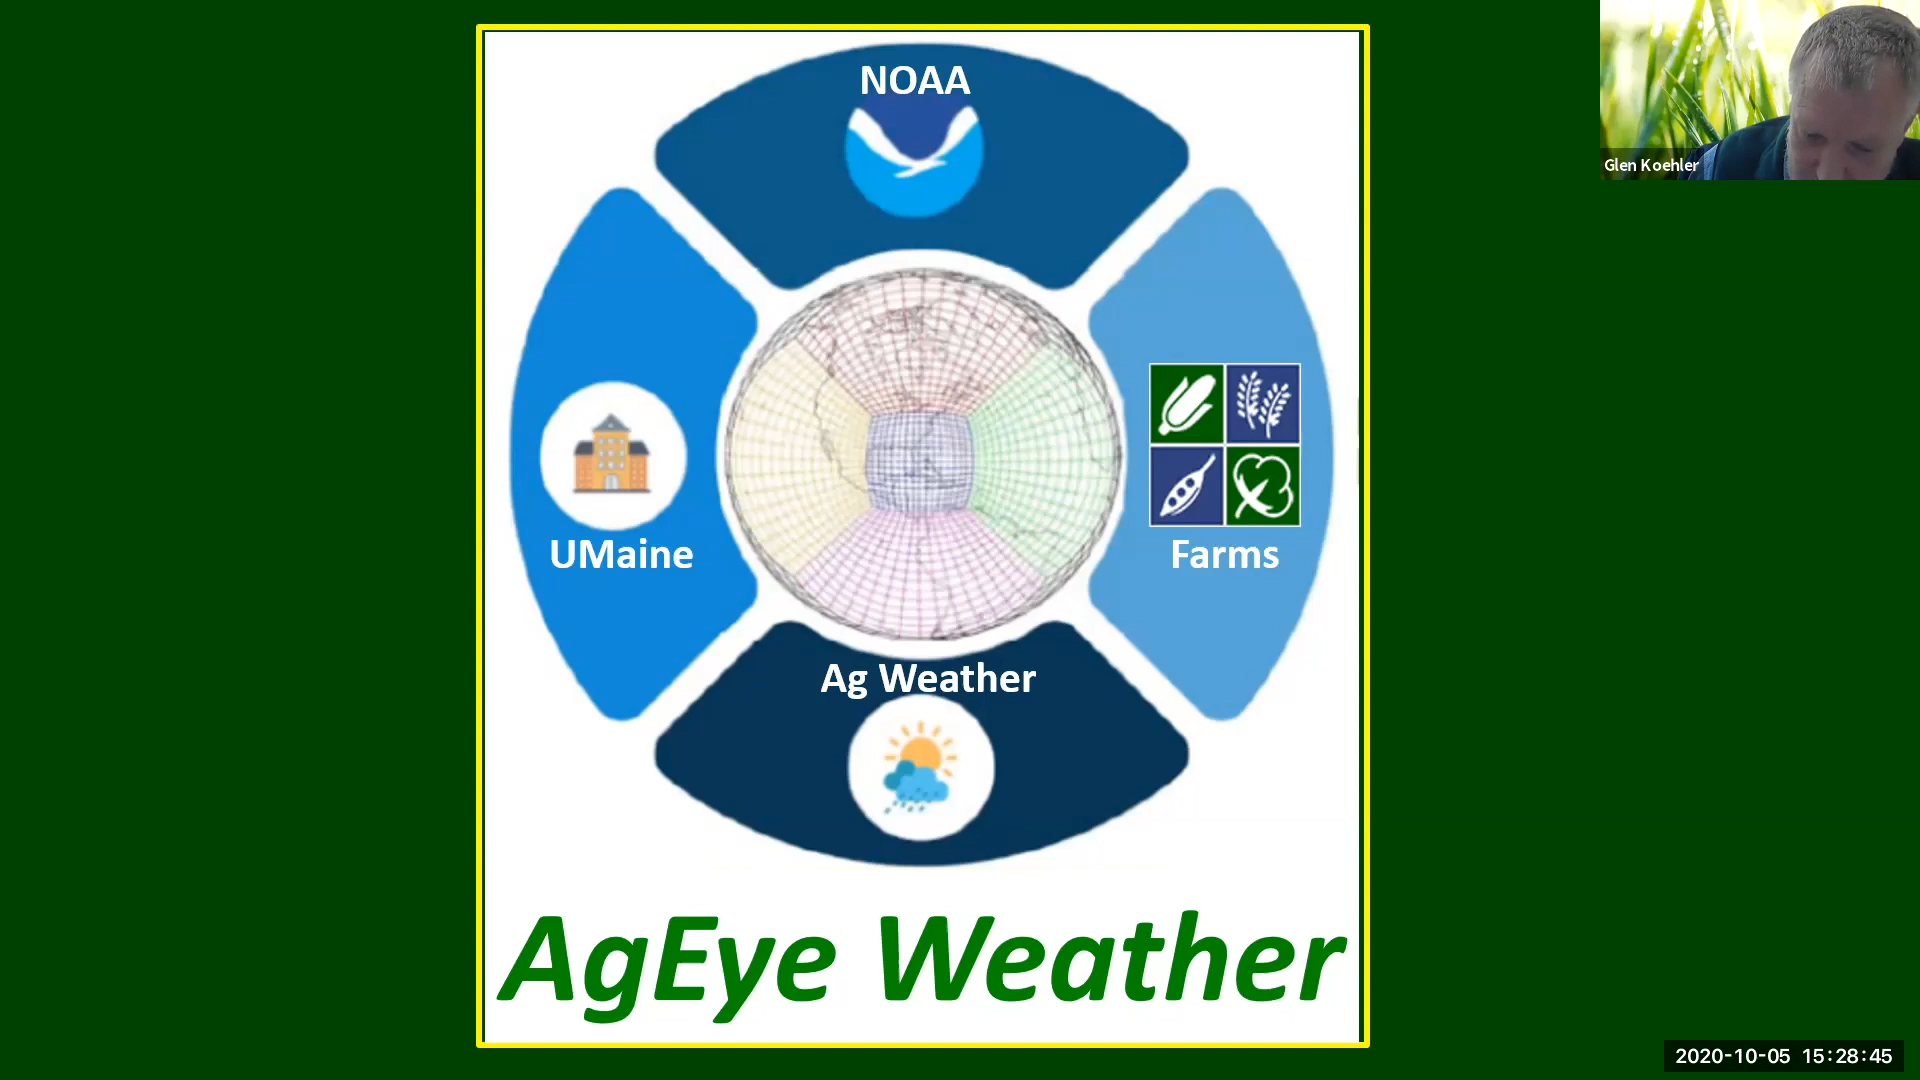 NOAA
Glen Koehler
UMaine
Farms
Ag Weather
AgEye Weather
2020-10-05 15:28:45